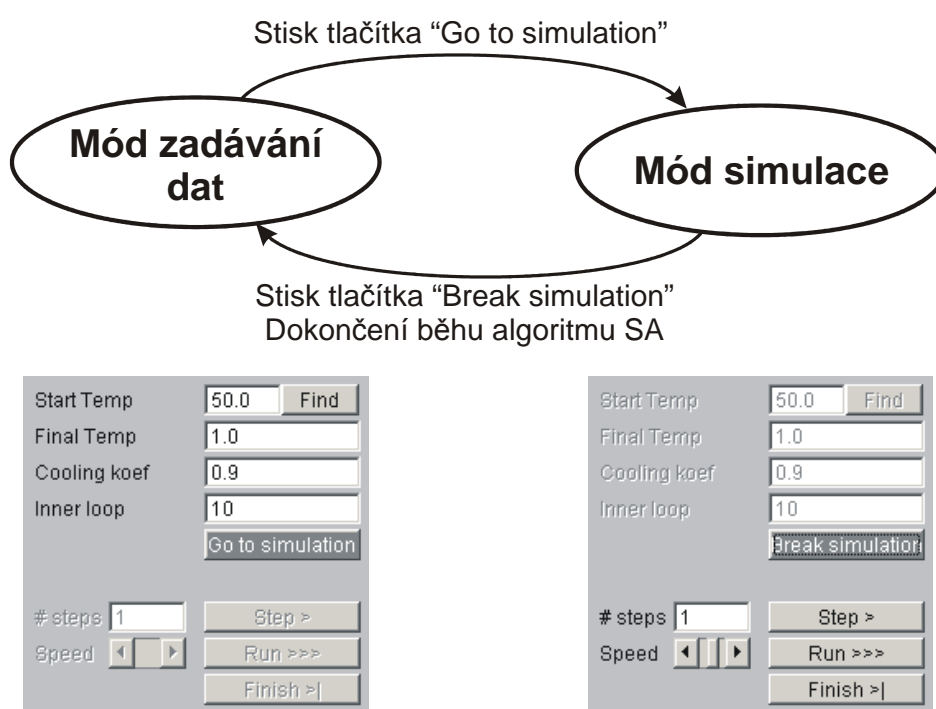 Stisk tlačítka “Go to simulation”
Mód zadávání
dat
Mód simulace
Stisk tlačítka “Break simulation”
Dokončení běhu algoritmu SA
Start Temp 50.0 Find
Final Temp 1.0
Cooling koef 0.9
Inner loop 10
Go to simulation
# steps 1 Step >
Speed Run >>>
Finish >|
Start Temp 50.0 Find
Final Temp 1.0
Cooling koef 0.9
Inner loop 10
Break simulation
# steps 1 Step >
Speed Run >>>
Finish >|